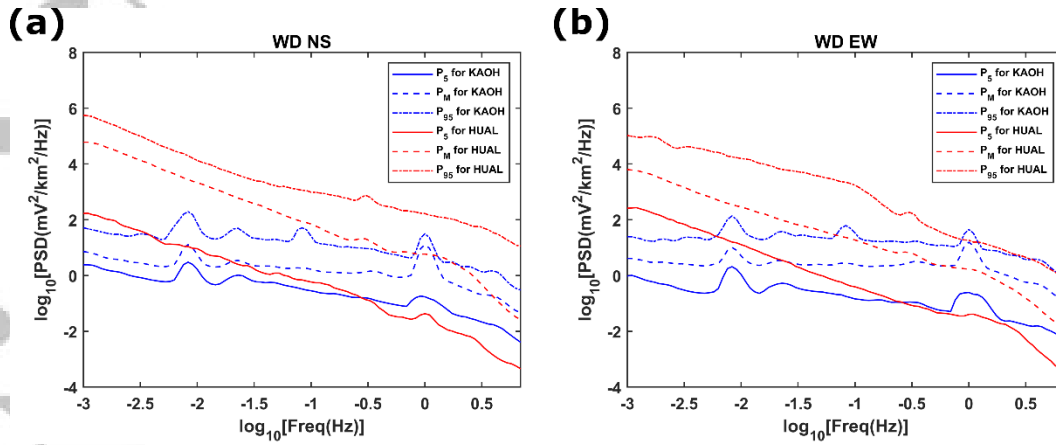 (a)
WD NS
log10[PSD(mV2/km2/Hz)]
8
6
4
2
0
-2
-4
-3
-2.5
-2
-1.5
-1
-0.5
0
0.5
log10[Freq(Hz)]
P5 for KAOH
PM for KAOH
P95 for KAOH
P5 for HUAL
PM for HUAL
P95 for HUAL
(b)
WD EW
log10[PSD(mV2/km2/Hz)]
8
6
4
2
0
-2
-4
-3
-2.5
-2
-1.5
-1
-0.5
0
0.5
log10[Freq(Hz)]
P5 for KAOH
PM for KAOH
P95 for KAOH
P5 for HUAL
PM for HUAL
P95 for HUAL